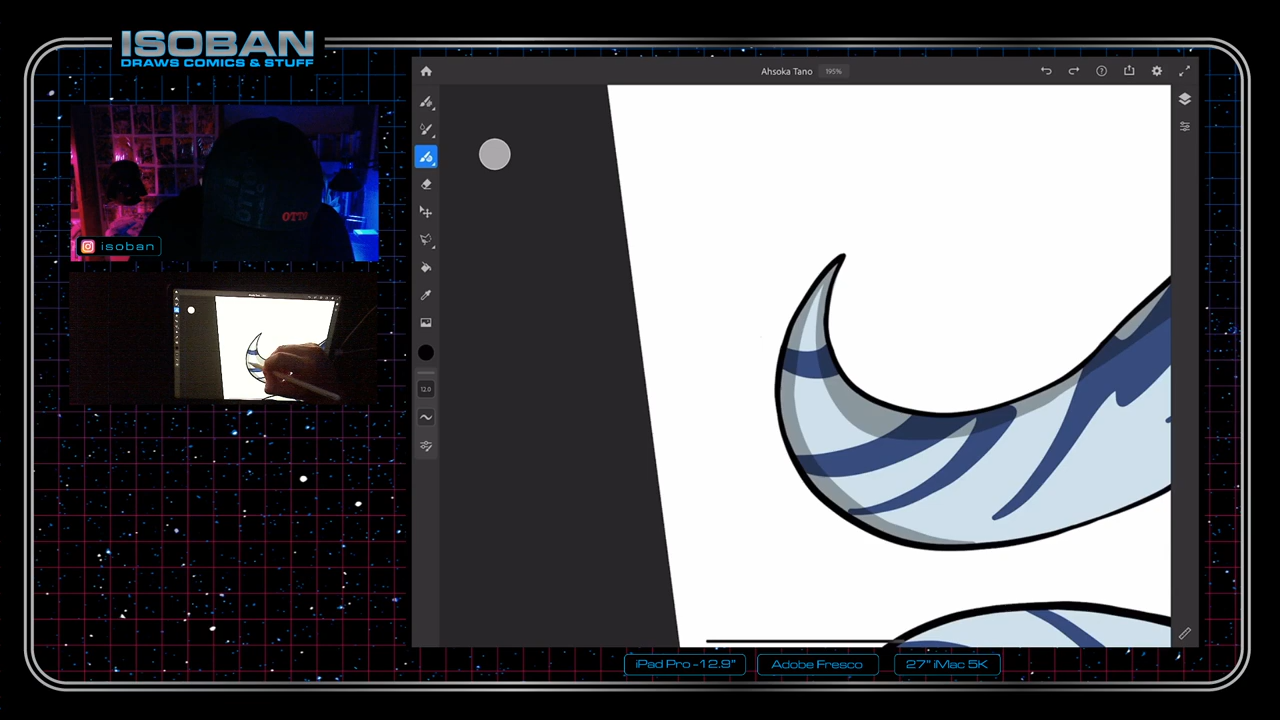 ISOBAN
DRAWS COMICS & STUFF
Ahsoka Tano 195%
OTTO
isoban
12.0
iPad Pro -12.9" Adobe Fresco 27" iMac 5K